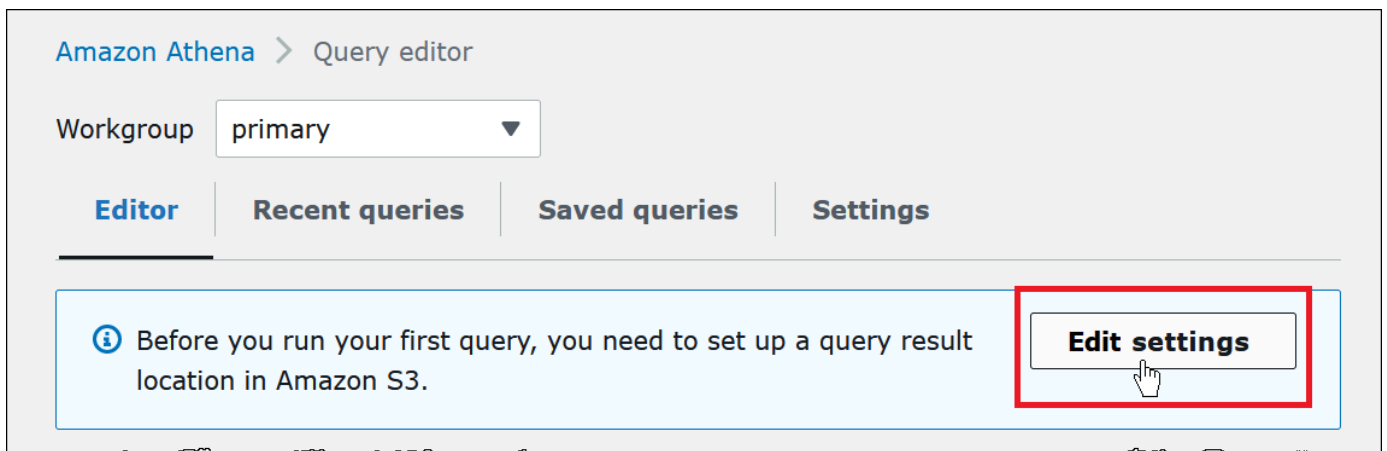 Amazon Athena > Query editor
Workgroup primary
Editor Recent queries Saved queries Settings
Before you run your first query, you need to set up a query result Edit settings
location in Amazon S3.